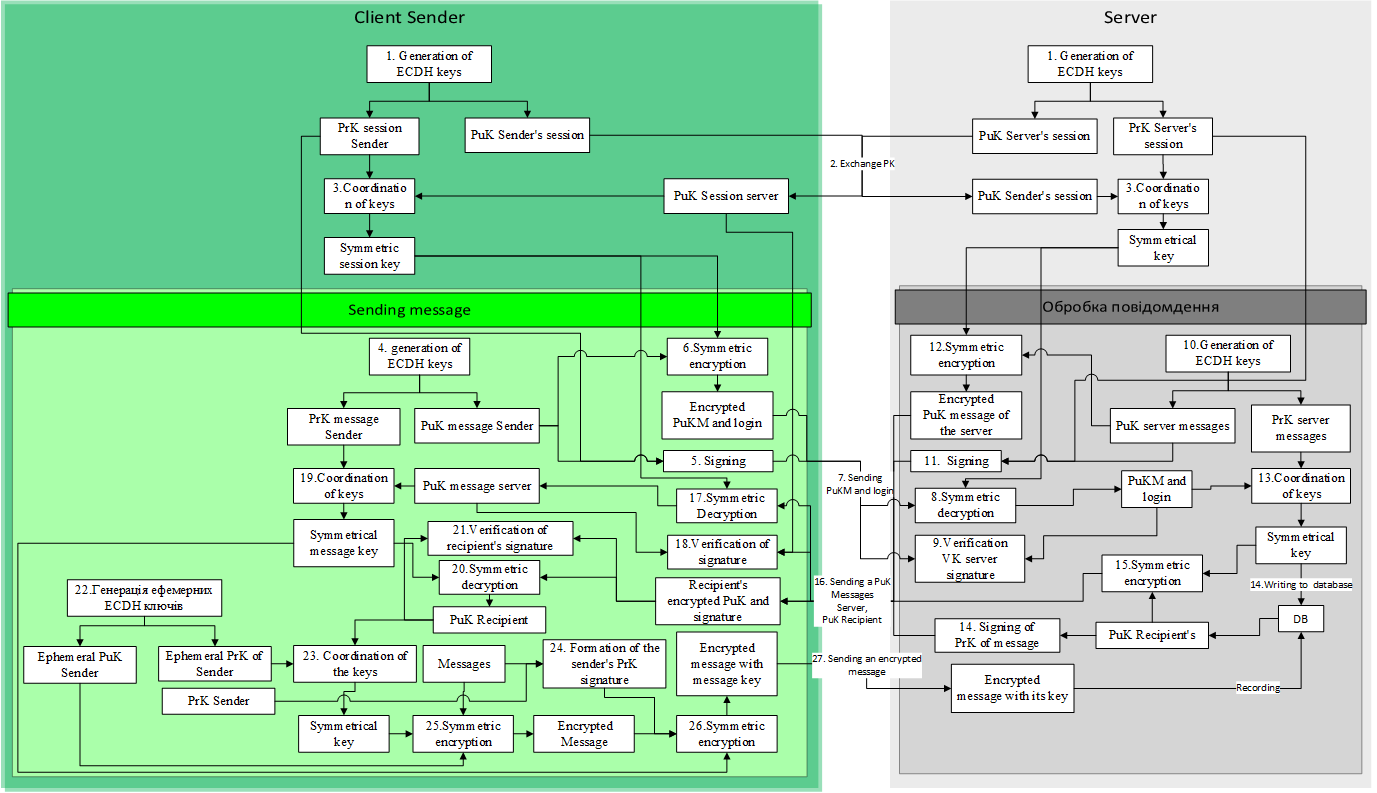 Client Sender
1. Generation of
ECDH keys
PrK session
Sender
PuK Sender's session
3.Coordinatio
n of keys
PuK Session server
Symmetric
session key
2. Exchange PK
Server
1. Generation of
ECDH keys
PuK Server's session
PrK Server's
session
PuK Sender's session
3.Coordinatio
n of keys
Symmetrical
key
Sending message
4. generation of
ECDH keys
6.Symmetric
encryption
PrK message
Sender
PuK message Sender
Encrypted
PuKM and login
5. Signing
19.Coordination
of keys
PuK message server
17.Symmetric
Decryption
Symmetrical
message key
21.Verification of
recipient's signature
18.Verification of
signature
20.Symmetric
decryption
Recipient's
encrypted PuK and
signature
22.Генерація ефемерних
ECDH ключів
PuK Recipient
Ephemeral PuK
Sender
Ephemeral PrK of
Sender
23. Coordination of
the keys
Messages
24. Formation of the
sender's PrK
signature
Encrypted
message with
message key
PrK Sender
Symmetrical
key
25.Symmetric
encryption
Encrypted
Message
26.Symmetric
encryption
7. Sending
PuKM and login
16. Sending a PuK
Messages
Server,
PuK Recipient
27. Sending an encrypted
message
Обробка повідомдення
12.Symmetric
encryption
10.Generation of
ECDH keys
Encrypted
PuK message of
the server
PuK server messages
PrK server
messages
11. Signing
8.Symmetric
decryption
PuKM and
login
13.Coordination
of keys
9. Verification
VK server
signature
Symmetrical
key
15.Symmetric
encryption
14.Writing to database
14. Signing of
PrK of message
PuK Recipient's
DB
Encrypted
message with its key
Recording